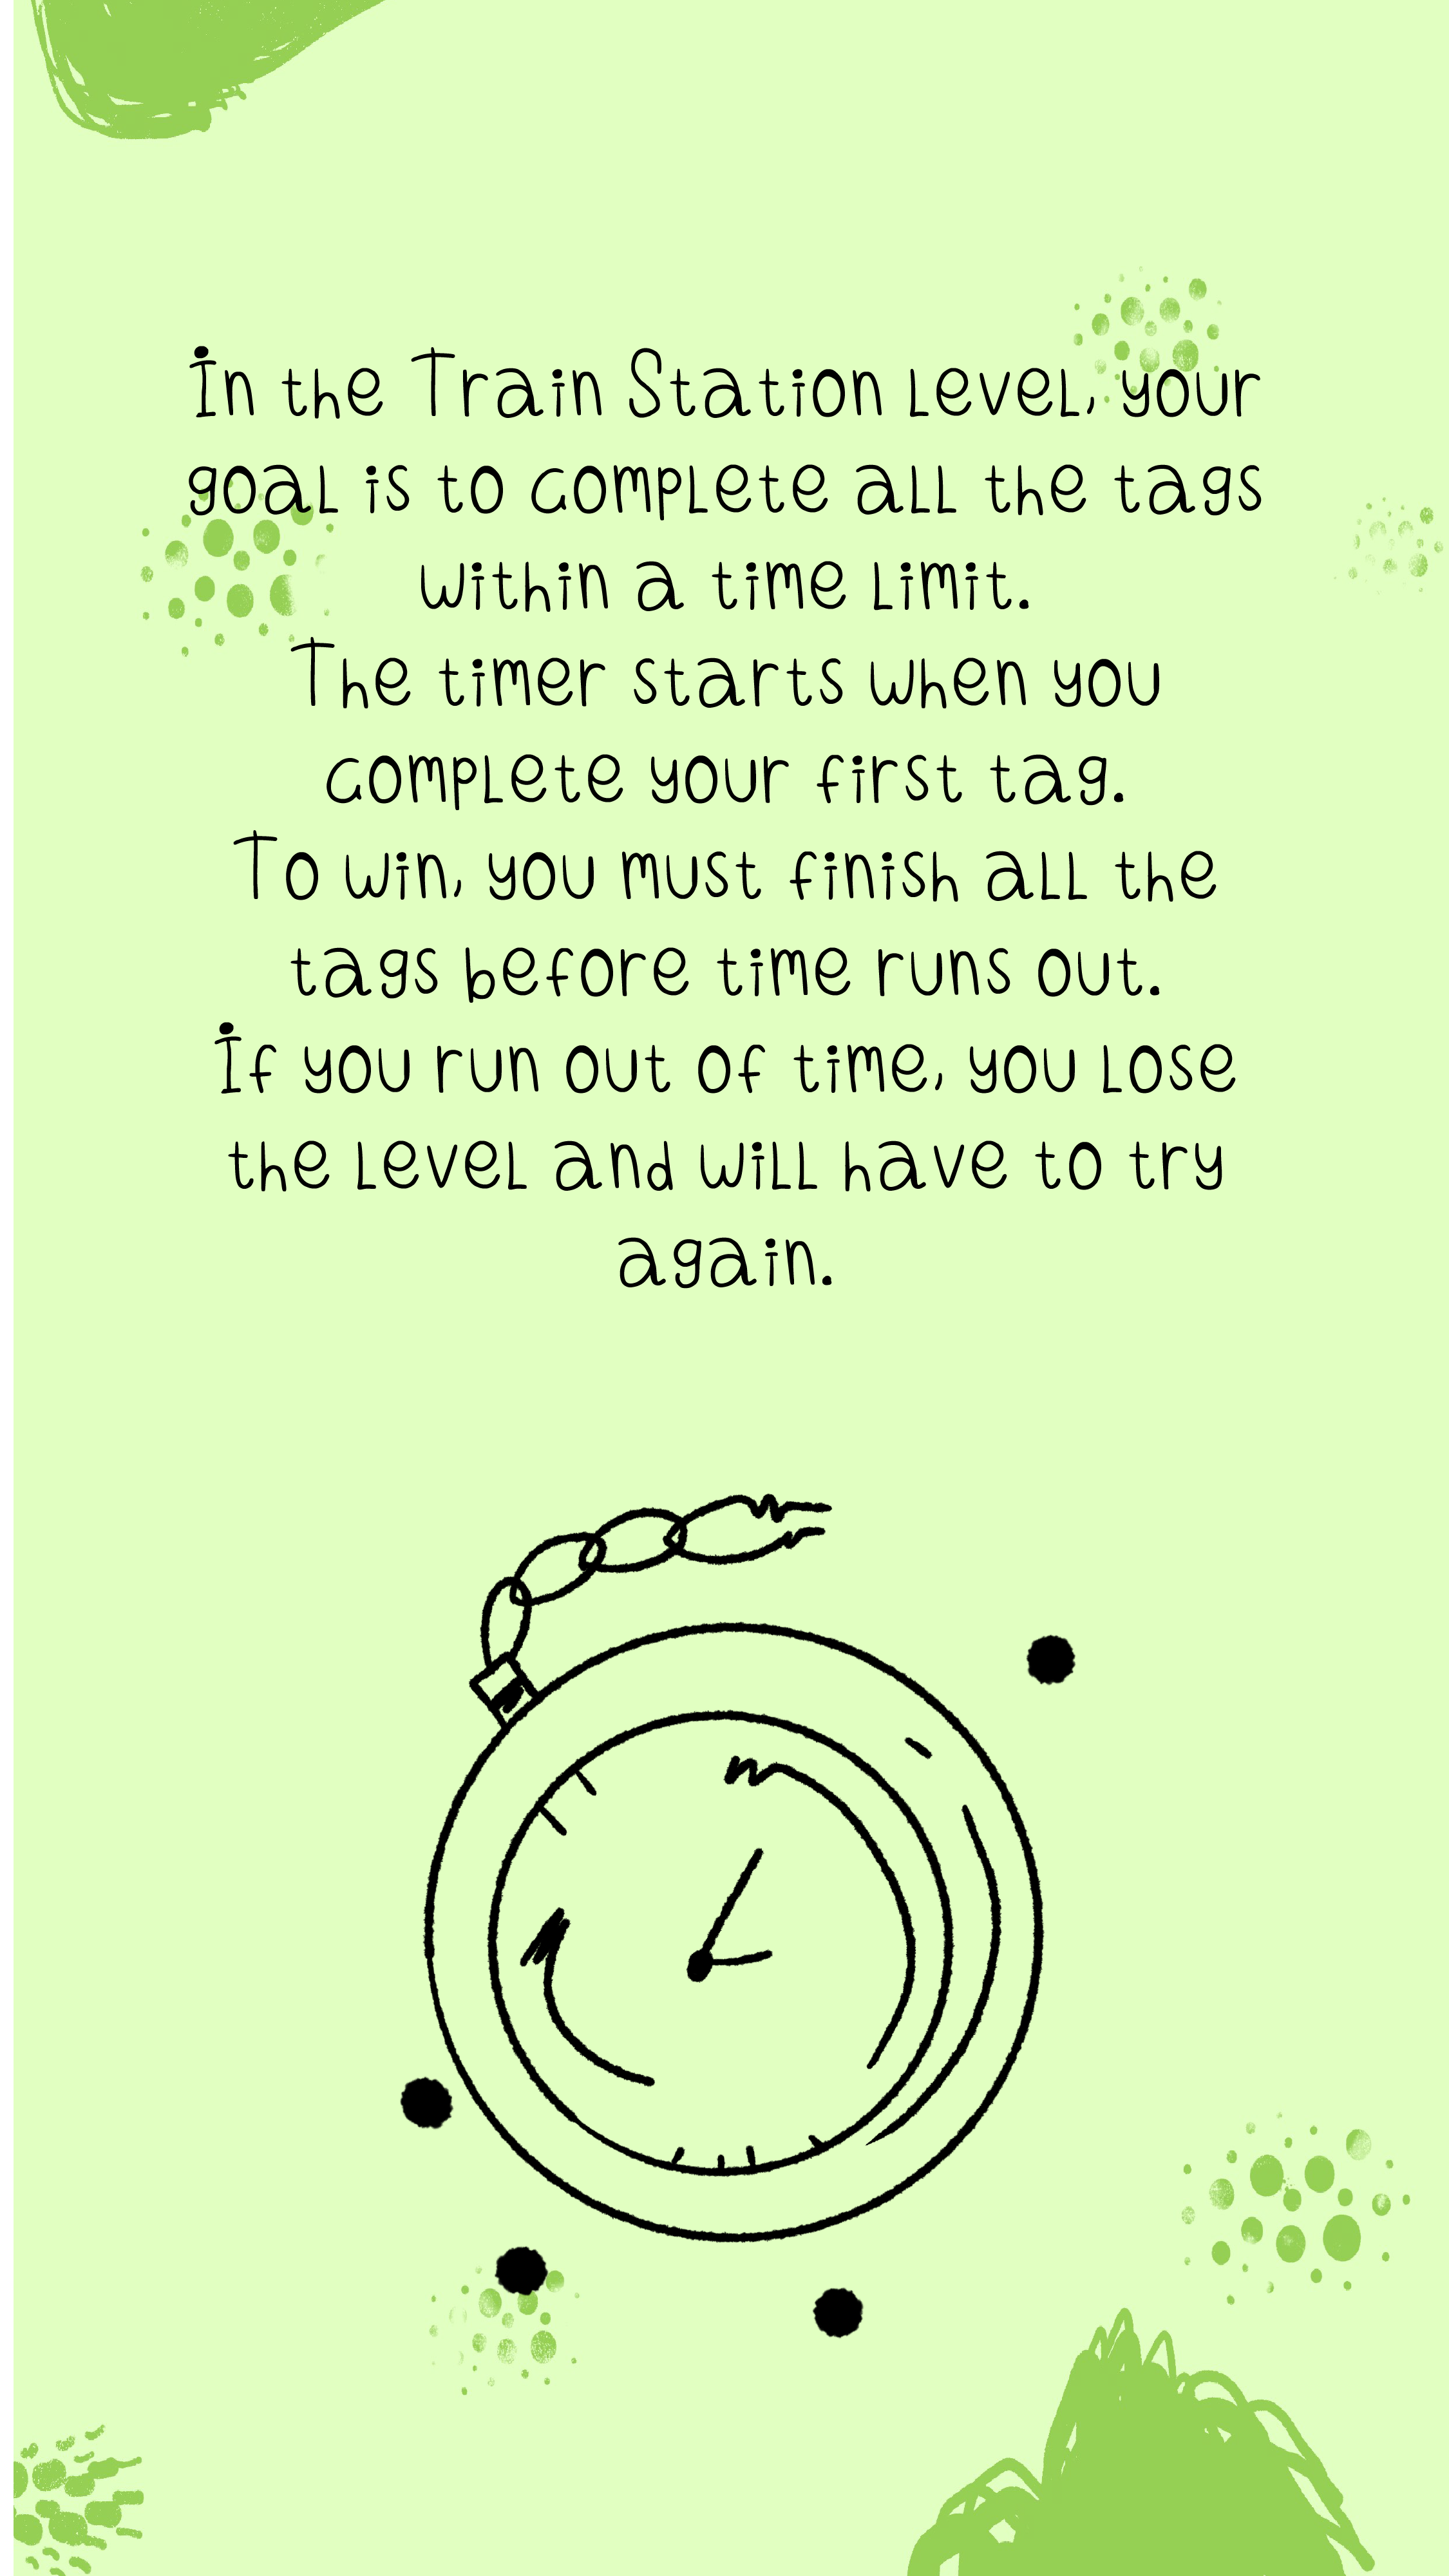 In the Train Station level, your
goal is to complete all the tags
within a time limit.
The timer starts when you
complete your first tag.
To win, you must finish all the
tags before time runs out.
If you run out of time, you lose
the level and will have to try
again.